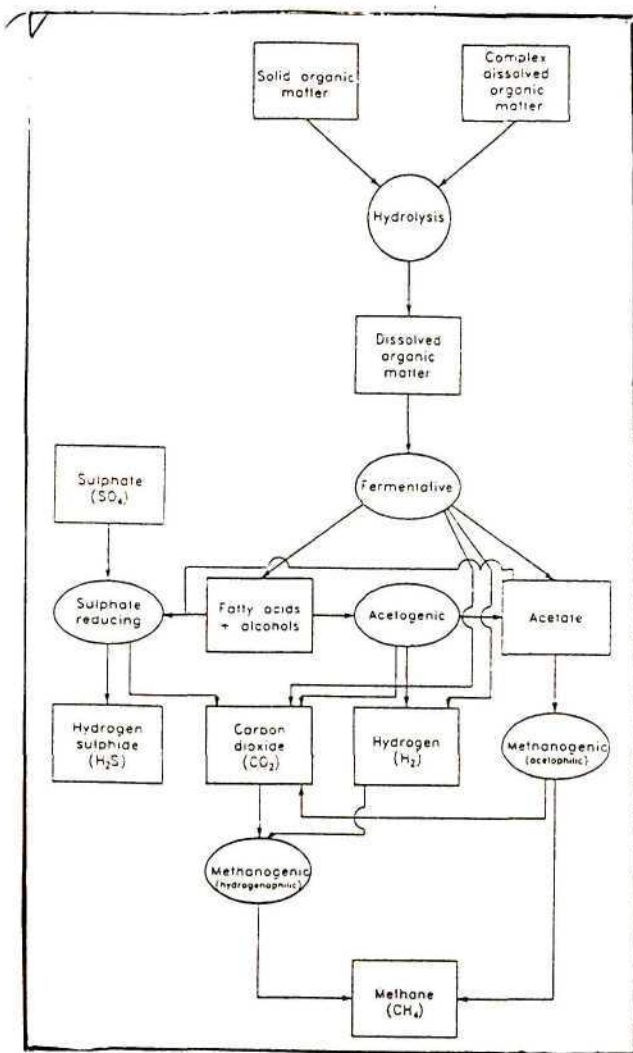 Solid organic
matter
Complex
dissolved
organic
matter
Hydrolysis
Dissolved
organic
matter
Sulphate
(SO₄)
Fermentative
Sulphate
reducing
Fatty acids
+ alcohols
Acetogenic
Acetate
Hydrogen
sulphide
(H₂S)
Carbon
dioxide
(CO₂)
Hydrogen
(H₂)
Methanogenic
(acetophilic)
Methanogenic
(hydrogenophilic)
Methane
(CH₄)